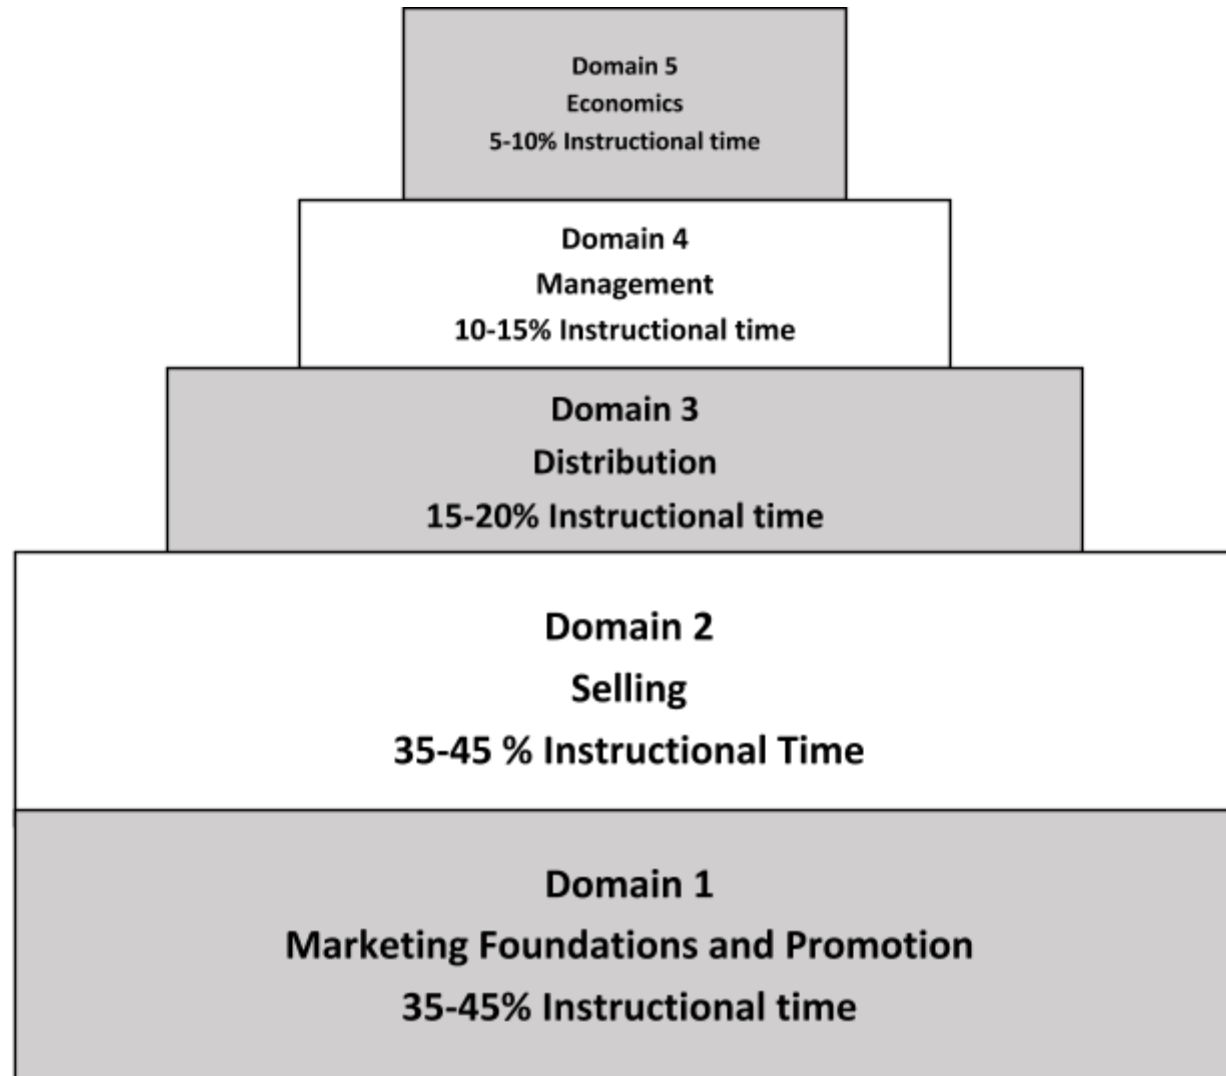 Domain 5
Economics
5-10% Instructional time
Domain 4
Management
10-15% Instructional time
Domain 3
Distribution
15-20% Instructional time
Domain 2
Selling
35-45 % Instructional Time
Domain 1
Marketing Foundations and Promotion
35-45% Instructional time